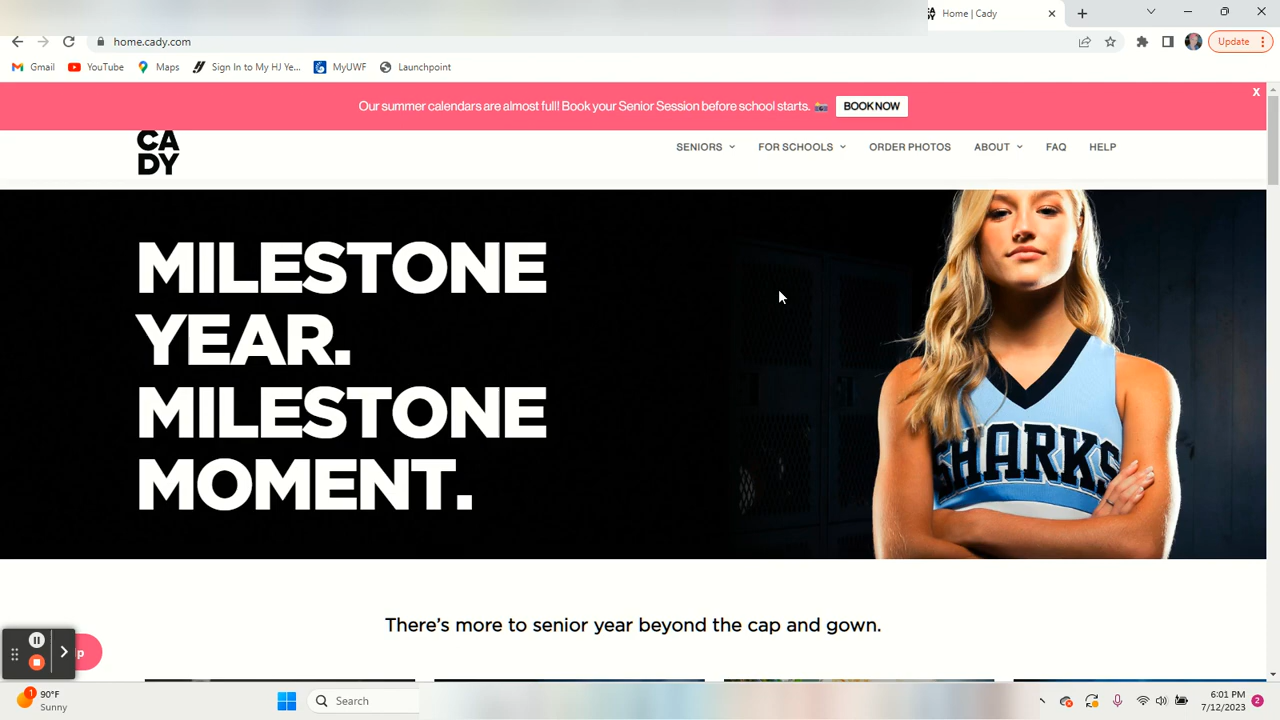 Home | Cady
home.cady.com
Update
Gmail YouTube Maps Sign In to My HJ Ye... MyUWF Launchpoint
Our summer calendars are almost full! Book your Senior Session before school starts. BOOK NOW X
CA
DY
SENIORS FOR SCHOOLS ORDER PHOTOS ABOUT FAQ HELP
MILESTONE
YEAR.
MILESTONE
MOMENT.
SHARKS
There's more to senior year beyond the cap and gown.
p
1
90°F
Sunny
Search
6:01 PM
7/12/2023
2